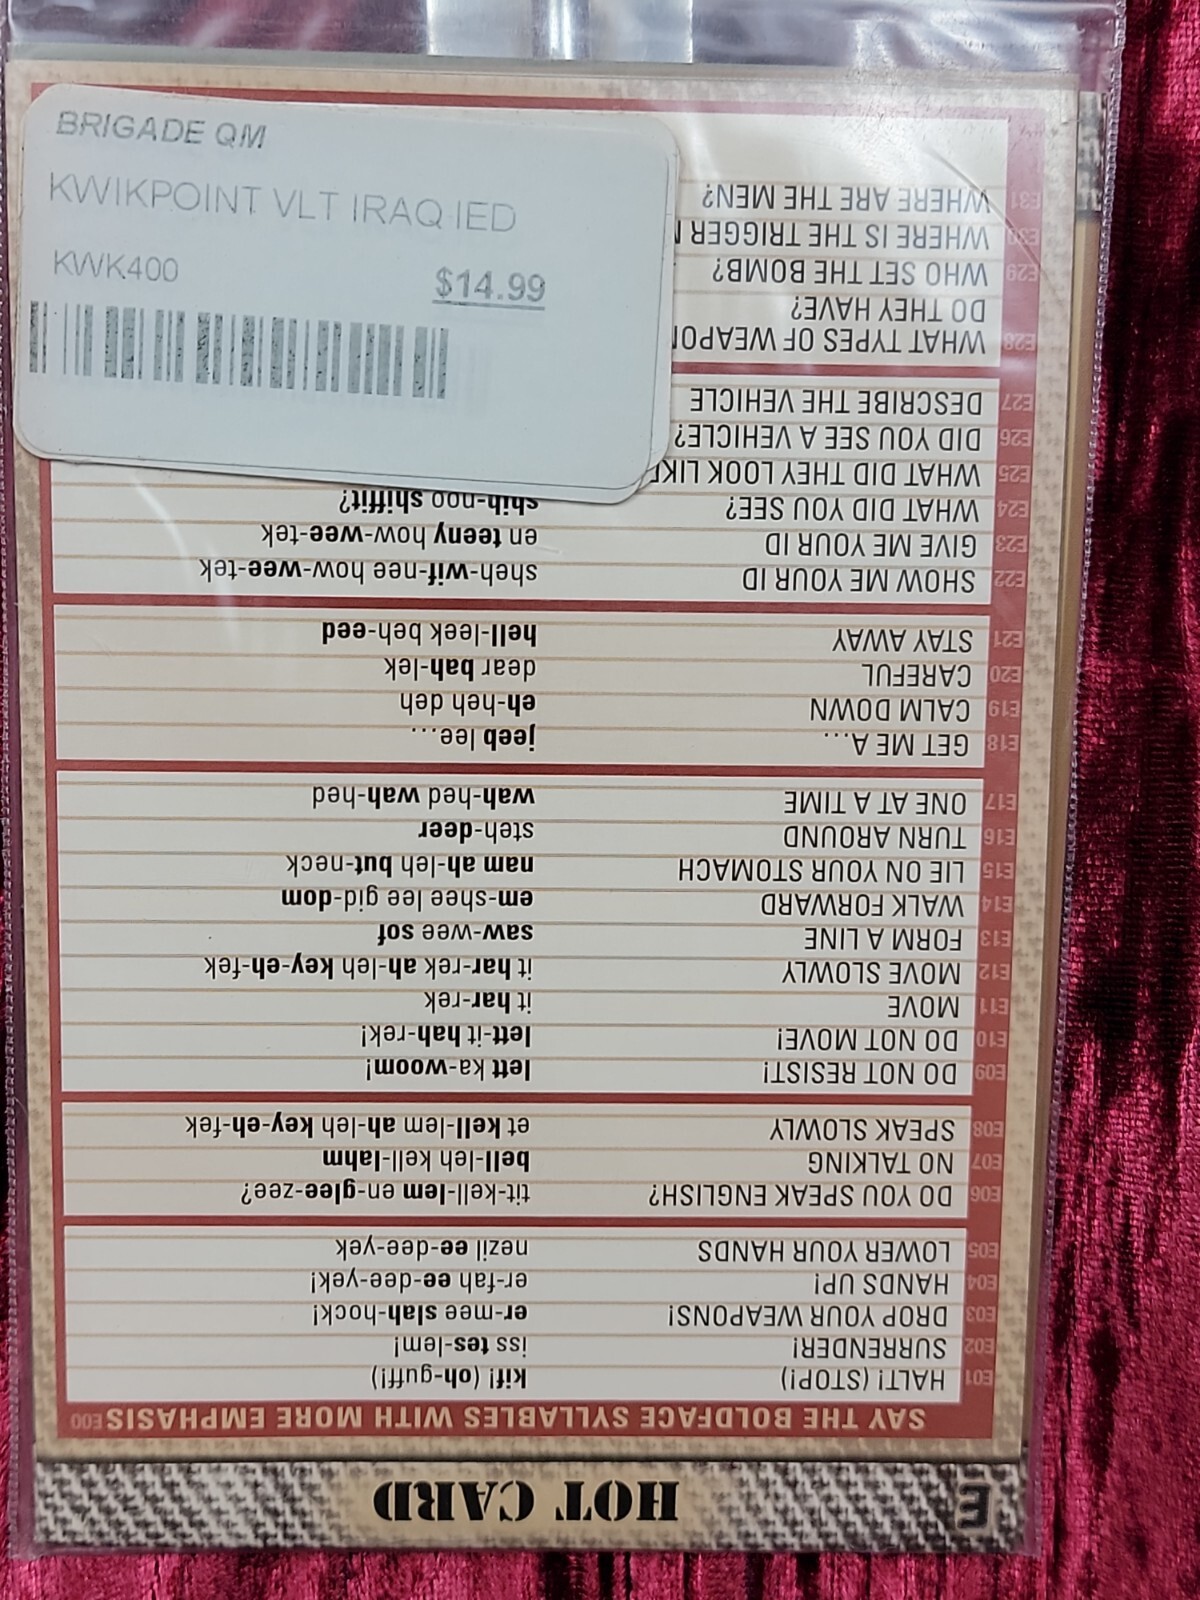 BRIGADE QM
KWIKPOINT VLT IRAQ IED
KWK400 $14.99
E HOT CARD
SAY THE BOLDFACE SYLLABLES WITH MORE EMPHASIS E00
E01 HALT! (STOP!) kif! (oh-guff!)
E02 SURRENDER! iss tes-lem!
E03 DROP YOUR WEAPONS! er-mee slah-hock!
E04 HANDS UP! er-fah ee-dee-yek!
E05 LOWER YOUR HANDS nezil ee-dee-yek
E06 DO YOU SPEAK ENGLISH? tit-kell-lem en-glee-zee?
E07 NO TALKING bell-leh kell-lahm
E08 SPEAK SLOWLY et kell-lem ah-leh key-eh-fek
E09 DO NOT RESIST! lett ka-woom!
E10 DO NOT MOVE! lett-it hah-rek!
E11 MOVE it har-rek
E12 MOVE SLOWLY it har-rek ah-leh key-eh-fek
E13 FORM A LINE saw-wee sof
E14 WALK FORWARD em-shee lee gid-dom
E15 LIE ON YOUR STOMACH nam ah-leh but-neck
E16 TURN AROUND steh-deer
E17 ONE AT A TIME wah-hed wah-hed
E18 GET ME A... jeeb lee...
E19 CALM DOWN eh-heh deh
E20 CAREFUL dear bah-lek
E21 STAY AWAY hell-leek beh-eed
E22 SHOW ME YOUR ID sheh-wif-nee how-wee-tek
E23 GIVE ME YOUR ID en teeny how-wee-tek
E24 WHAT DID YOU SEE? shih-noo shiffit?
E25 WHAT DID THEY LOOK LIKE
E26 DID YOU SEE A VEHICLE?
E27 DESCRIBE THE VEHICLE
E28 WHAT TYPES OF WEAPON
DO THEY HAVE?
E29 WHO SET THE BOMB?
E30 WHERE IS THE TRIGGER
E31 WHERE ARE THE MEN?